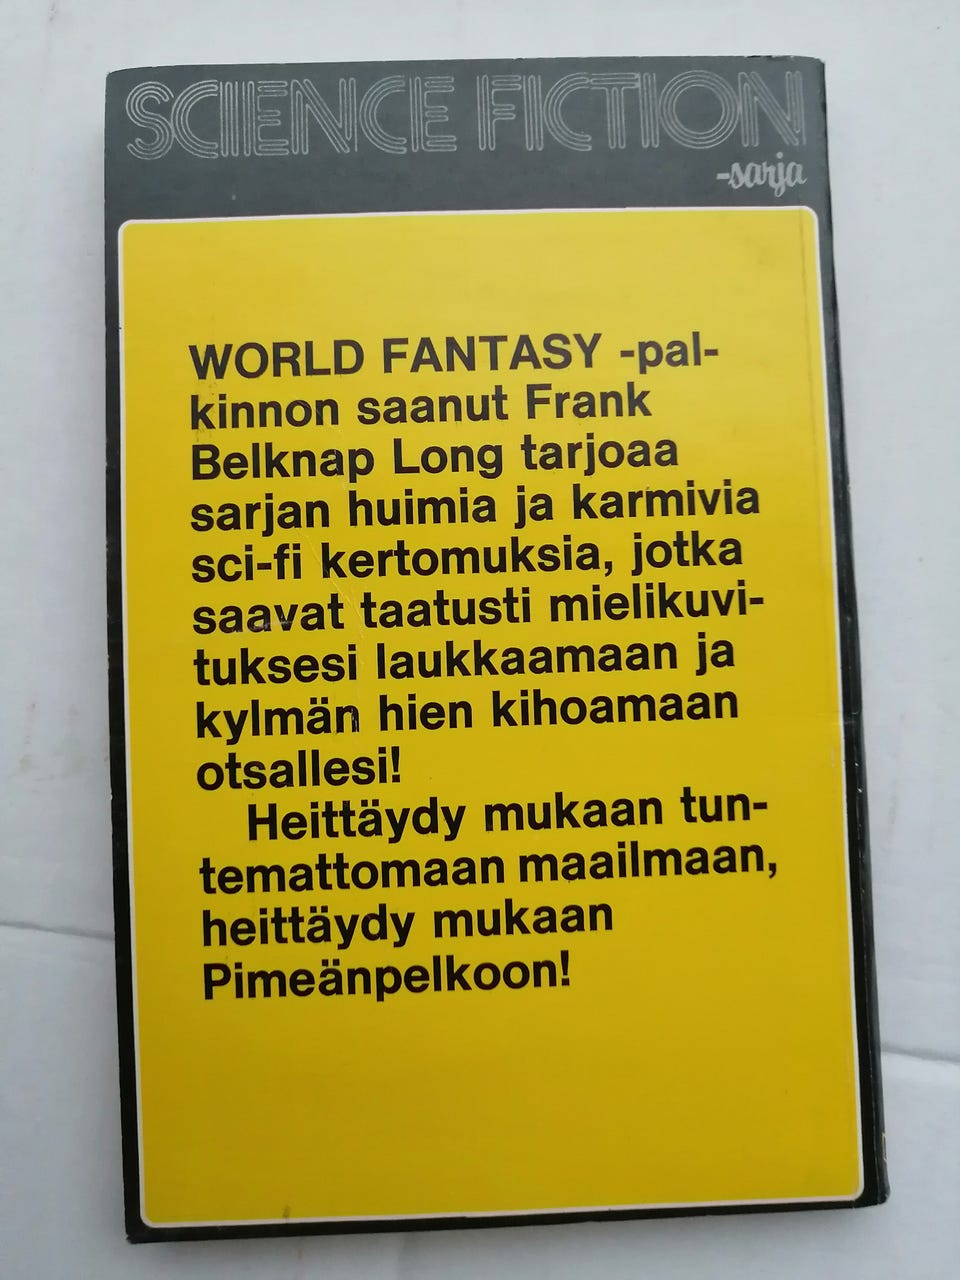 SCIENCE FICTION
-sarja
WORLD FANTASY -pal-
kinnon saanut Frank
Belknap Long tarjoaa
sarjan huimia ja karmivia
sci-fi kertomuksia, jotka
saavat taatusti mielikuvi-
tuksesi laukkaamaan ja
kylmän hien kihoamaan
otsallesi!
Heittäydy mukaan tun-
temattomaan maailmaan,
heittäydy mukaan
Pimeänpelkoon!